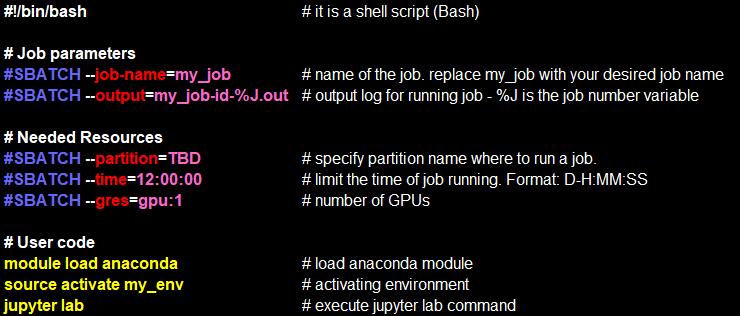 #!/bin/bash # it is a shell script (Bash)
# Job parameters
#SBATCH --job-name=my_job # name of the job. replace my_job with your desired job name
#SBATCH --output=my_job-id-%J.out # output log for running job - %J is the job number variable
# Needed Resources
#SBATCH --partition=TBD # specify partition name where to run a job.
#SBATCH --time=12:00:00 # limit the time of job running. Format: D-H:MM:SS
#SBATCH --gres=gpu:1 # number of GPUs
# User code
module load anaconda # load anaconda module
source activate my_env # activating environment
jupyter lab # execute jupyter lab command